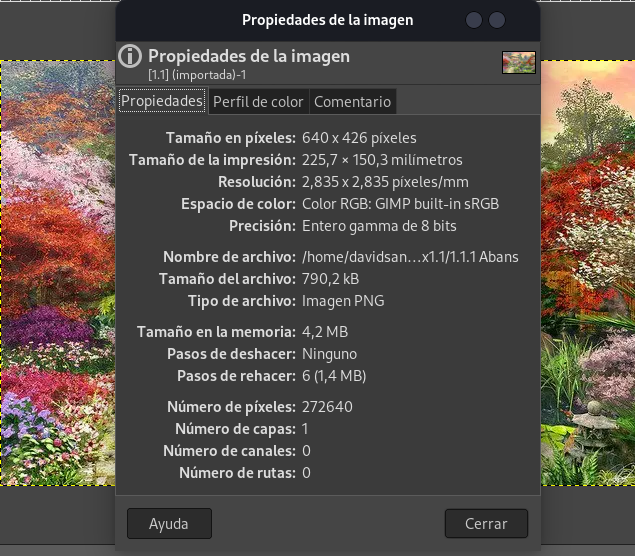 Propiedades de la imagen
Propiedades de la imagen
[1.1] (importada)-1
Propiedades Perfil de color Comentario
Tamaño en píxeles: 640 x 426 píxeles
Tamaño de la impresión: 225,7 × 150,3 milímetros
Resolución: 2,835 x 2,835 píxeles/mm
Espacio de color: Color RGB: GIMP built-in sRGB
Precisión: Entero gamma de 8 bits
Nombre de archivo: /home/davidsan…x1.1/1.1.1 Abans
Tamaño del archivo: 790,2 kB
Tipo de archivo: Imagen PNG
Tamaño en la memoria: 4,2 MB
Pasos de deshacer: Ninguno
Pasos de rehacer: 6 (1,4 MB)
Número de píxeles: 272640
Número de capas: 1
Número de canales: 0
Número de rutas: 0
Ayuda Cerrar